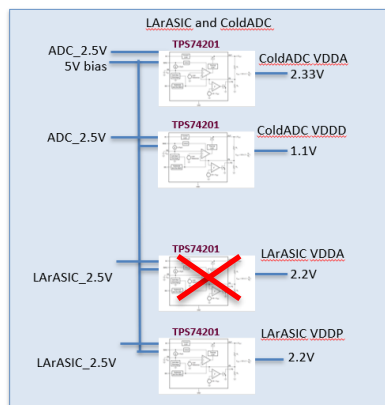 LArASIC and ColdADC
TPS74201
ADC_2.5V
5V bias
ColdADC VDDA
2.33V
TPS74201
ADC_2.5V
ColdADC VDDD
1.1V
TPS74201
LArASIC_2.5V
LArASIC VDDA
2.2V
TPS74201
LArASIC_2.5V
LArASIC VDDP
2.2V